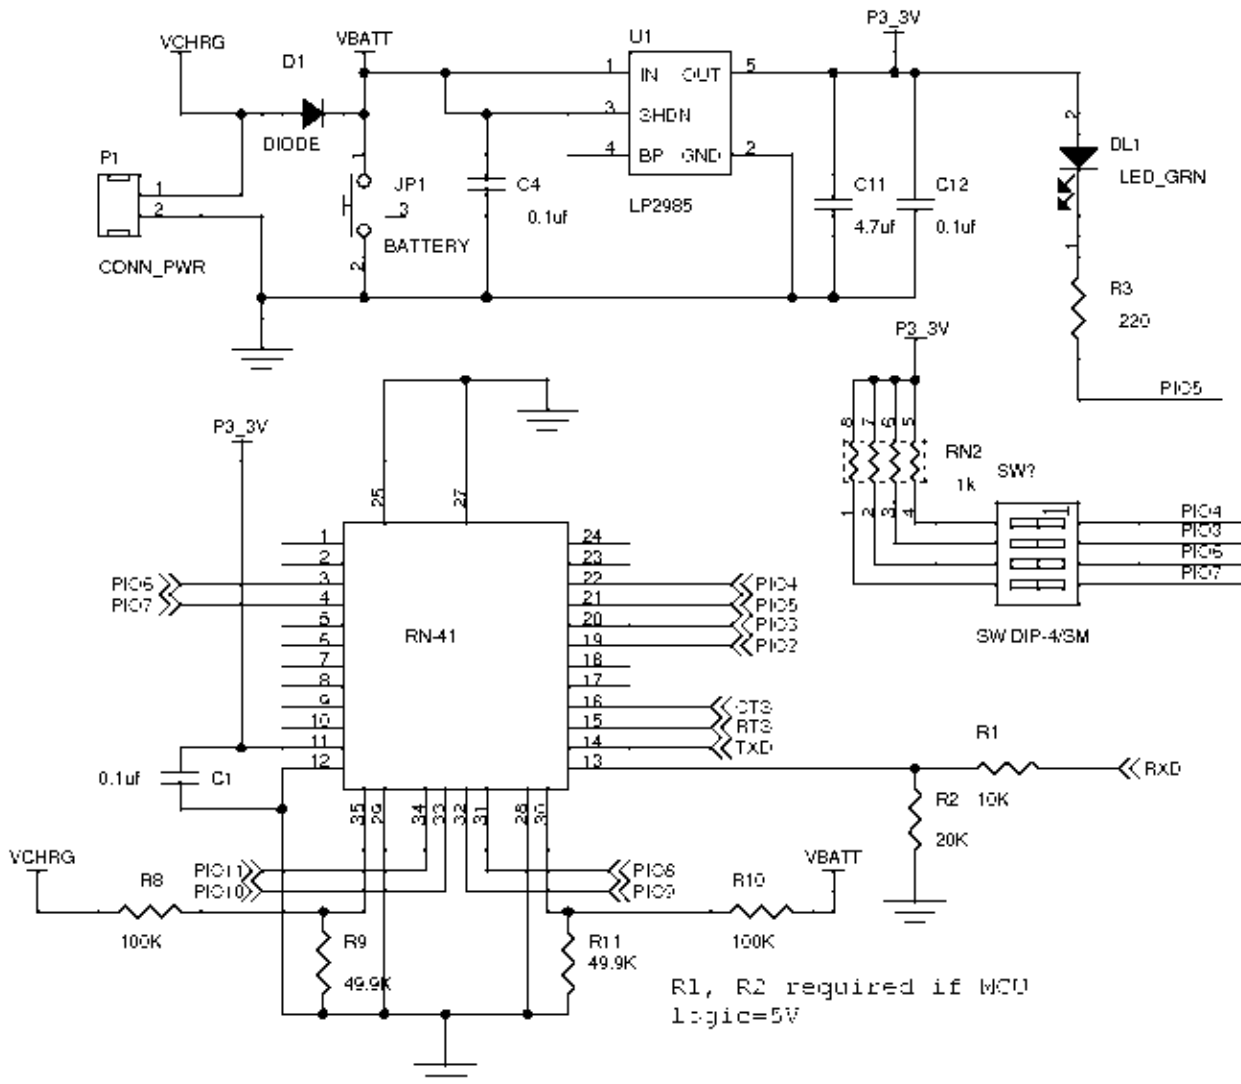 P3_3V
VCHRG
VBATT
U1
D1
1 IN OUT 5
3 SHDN
4 BP GND 2
DIODE
LP2985
P1
1
2
CONN_PWR
1
JP1
3
BATTERY
2
C4
0.1uf
C11
4.7uf
C12
0.1uf
2
DL1
LED_GRN
1
R3
220
PIO5
P3_3V
P3_3V
8 7 6 5
RN2
1k
1 2 3 4
SW?
PIO4
PIO3
PIO6
PIO7
SW DIP-4/SM
25
27
1
2
PIO6 3
PIO7 4
5
6
7
8
9
10
11
12
RN-41
24
23
22 PIO4
21 PIO5
20 PIO3
19 PIO2
18
17
16 CTS
15 RTS
14 TXD
13
0.1uf
C1
R1
10K
RXD
R2
20K
35 29 34 33 32 31 28 30
VCHRG
PIO11
PIO10
PIO8
PIO9
VBATT
R8
100K
R9
49.9K
R11
49.9K
R10
100K
R1, R2 required if MCU
logic=5V